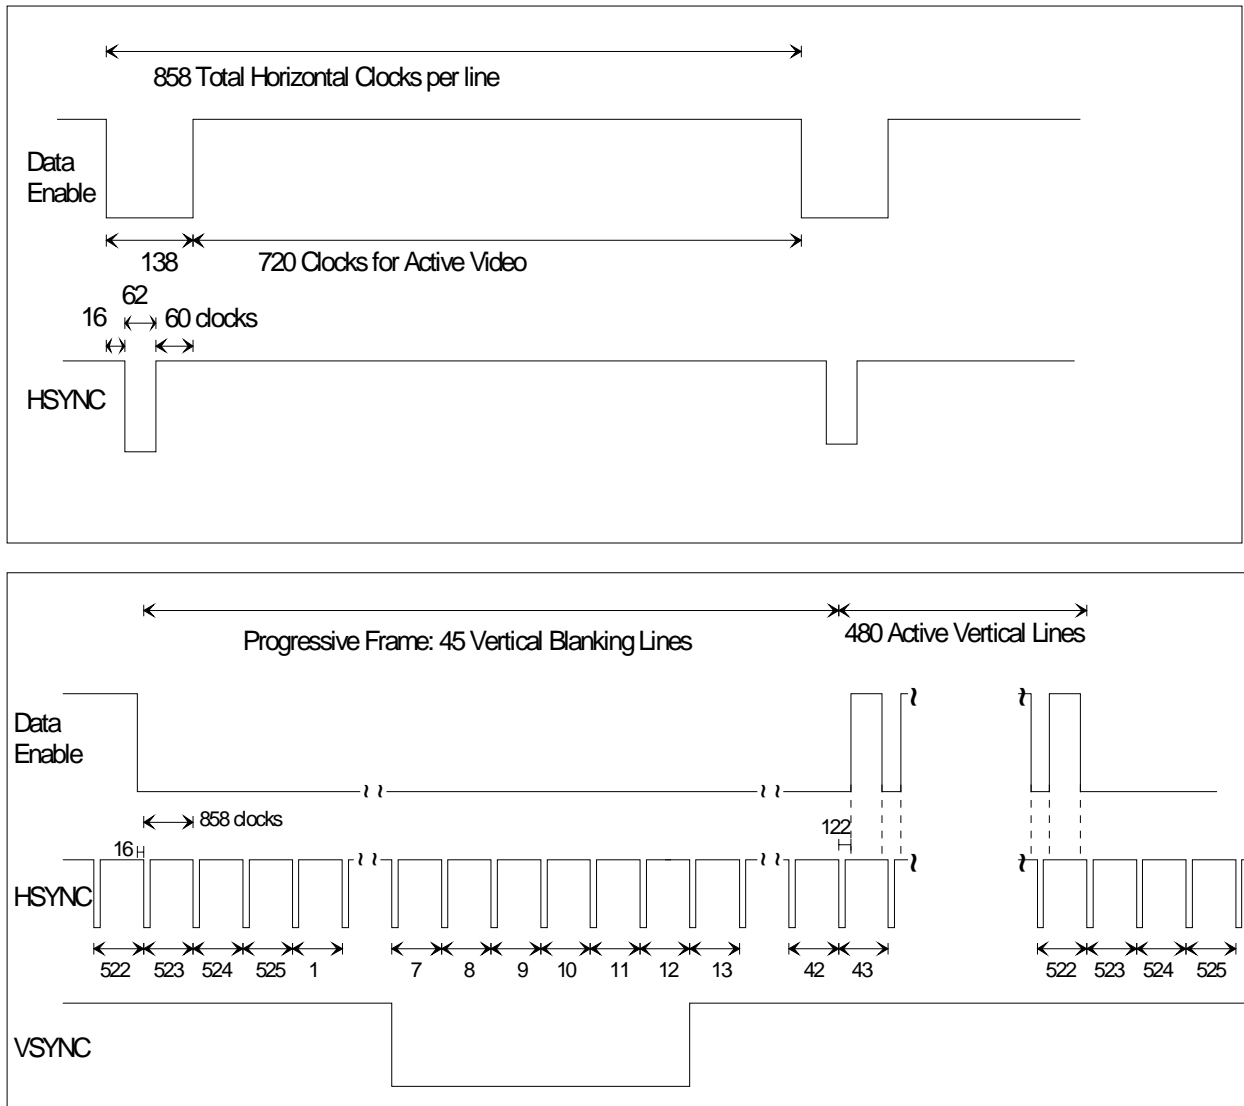 858 Total Horizontal Clocks per line
Data
Enable
138
720 Clocks for Active Video
62
16
60 clocks
HSYNC
Progressive Frame: 45 Vertical Blanking Lines
480 Active Vertical Lines
Data
Enable
858 clocks
122
16
HSYNC
522 523 524 525 1 7 8 9 10 11 12 13 42 43 522 523 524 525
VSYNC